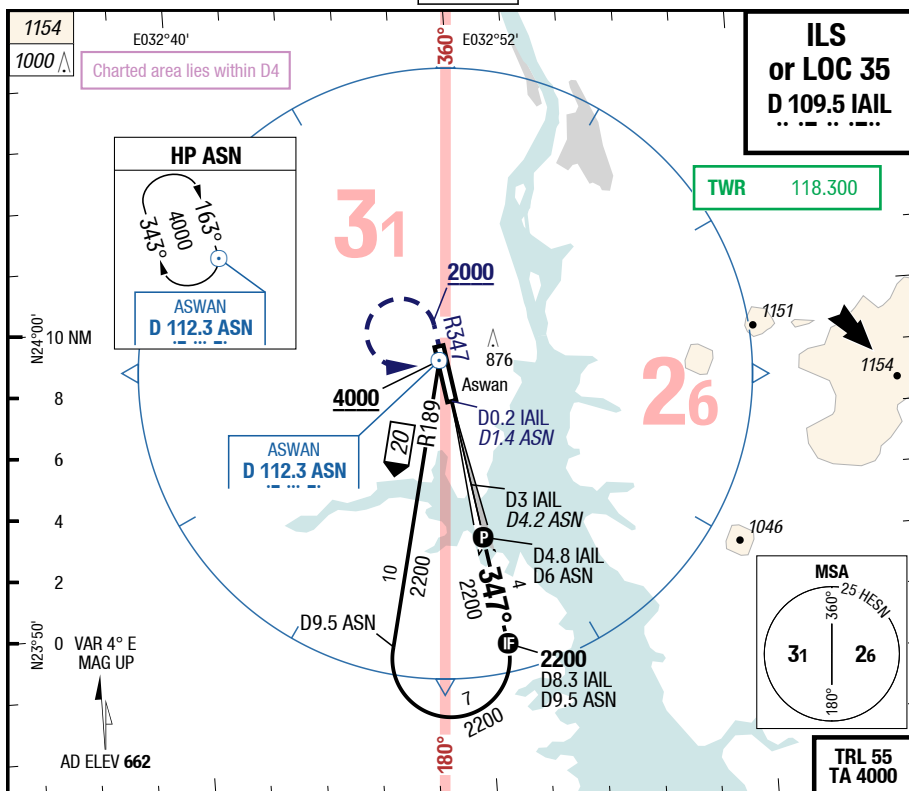 1154
1000
E032°40'
E032°52'
360°
Charted area lies within D4
ILS
or LOC 35
D 109.5 IAIL
TWR 118.300
HP ASN
343°
4000
163°
ASWAN
D 112.3 ASN
31
2000
R347
876
1151
1154
N24°00'
10 NM
Aswan
4000
26
8
D0.2 IAIL
D1.4 ASN
R189
20
ASWAN
D 112.3 ASN
6
D3 IAIL
D4.2 ASN
4
1046
P
D4.8 IAIL
D6 ASN
10
2200
347°
4
2200
2
MSA
25 HESN
360°
31
26
180°
D9.5 ASN
N23°50'
0
IF
2200
D8.3 IAIL
D9.5 ASN
VAR 4° E
MAG UP
7
2200
180°
AD ELEV 662
TRL 55
TA 4000